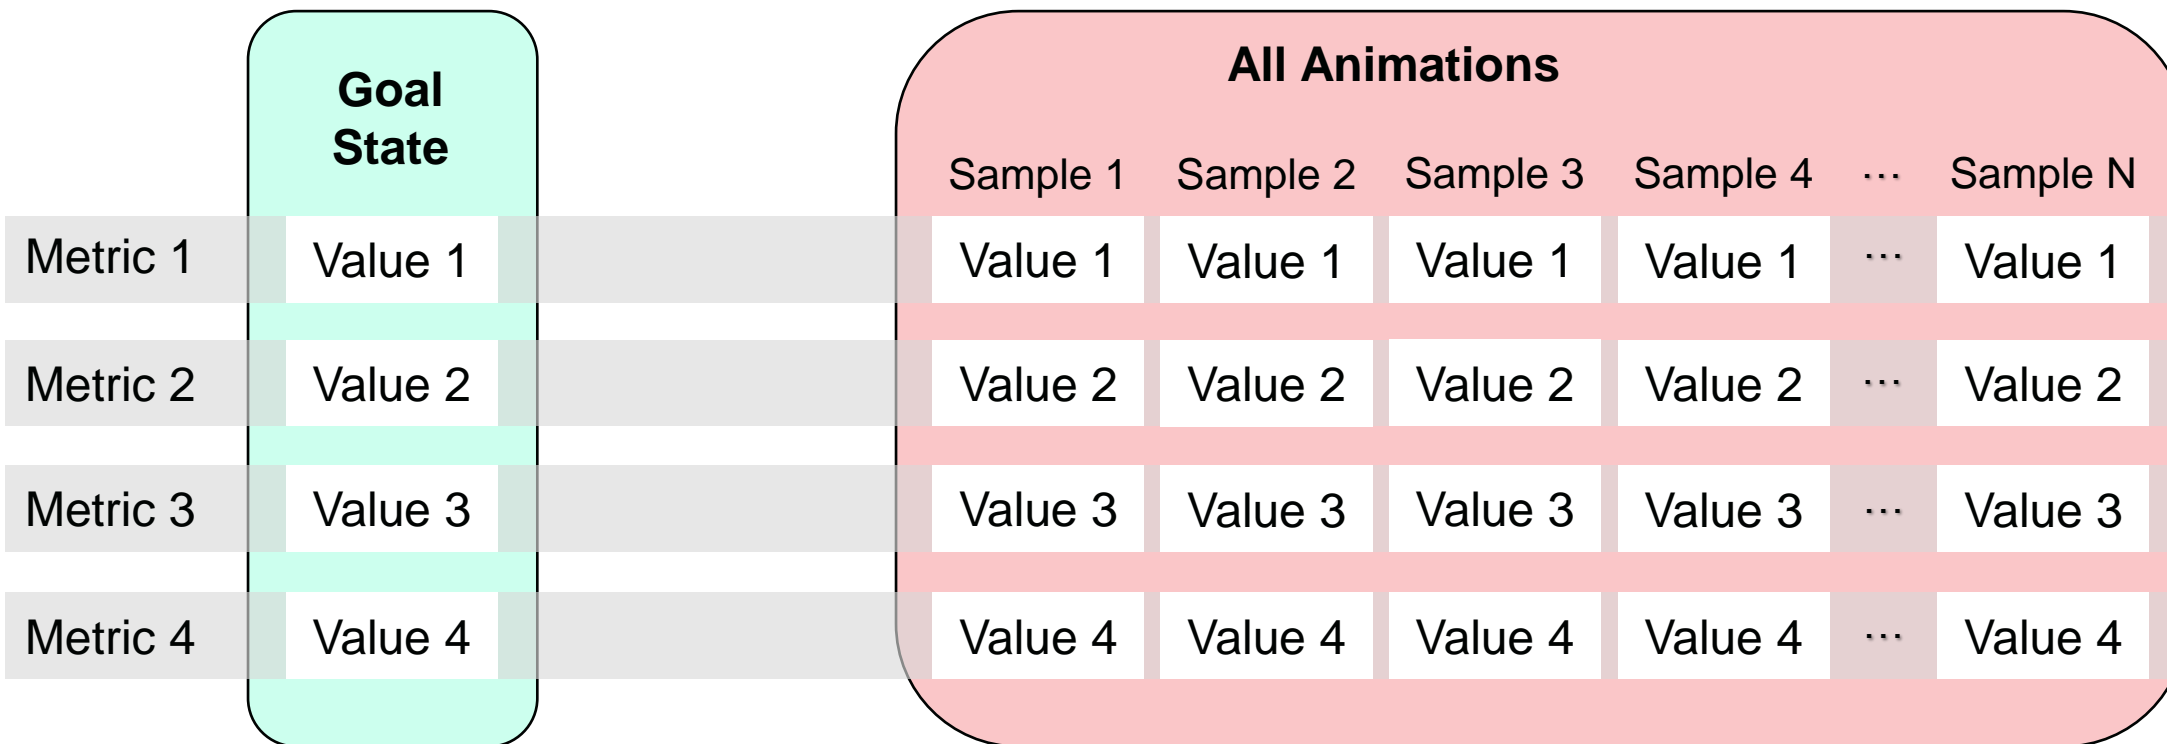 Goal
State
All Animations
Sample 1 Sample 2 Sample 3 Sample 4 ... Sample N
Metric 1 Value 1 Value 1 Value 1 Value 1 Value 1 ... Value 1
Metric 2 Value 2 Value 2 Value 2 Value 2 Value 2 ... Value 2
Metric 3 Value 3 Value 3 Value 3 Value 3 Value 3 ... Value 3
Metric 4 Value 4 Value 4 Value 4 Value 4 Value 4 ... Value 4